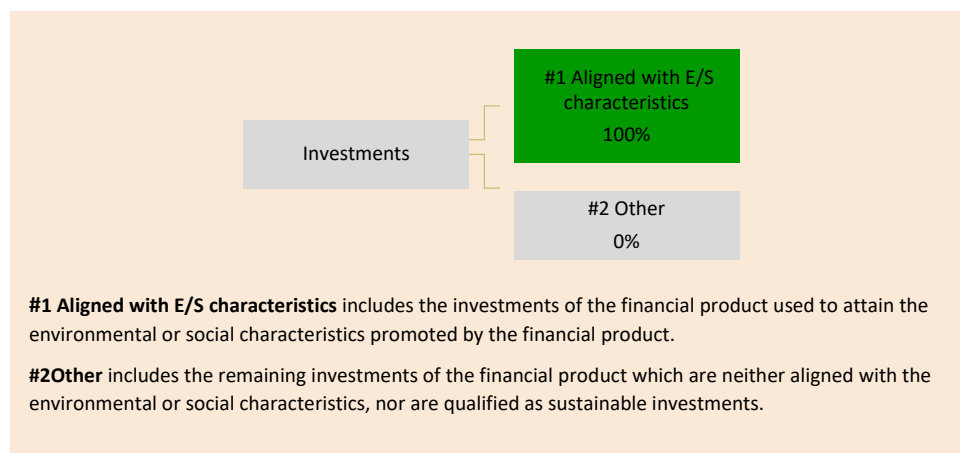 #1 Aligned with E/S
characteristics
100%
Investments
#2 Other
0%
#1 Aligned with E/S characteristics includes the investments of the financial product used to attain the
environmental or social characteristics promoted by the financial product.
#2Other includes the remaining investments of the financial product which are neither aligned with the
environmental or social characteristics, nor are qualified as sustainable investments.